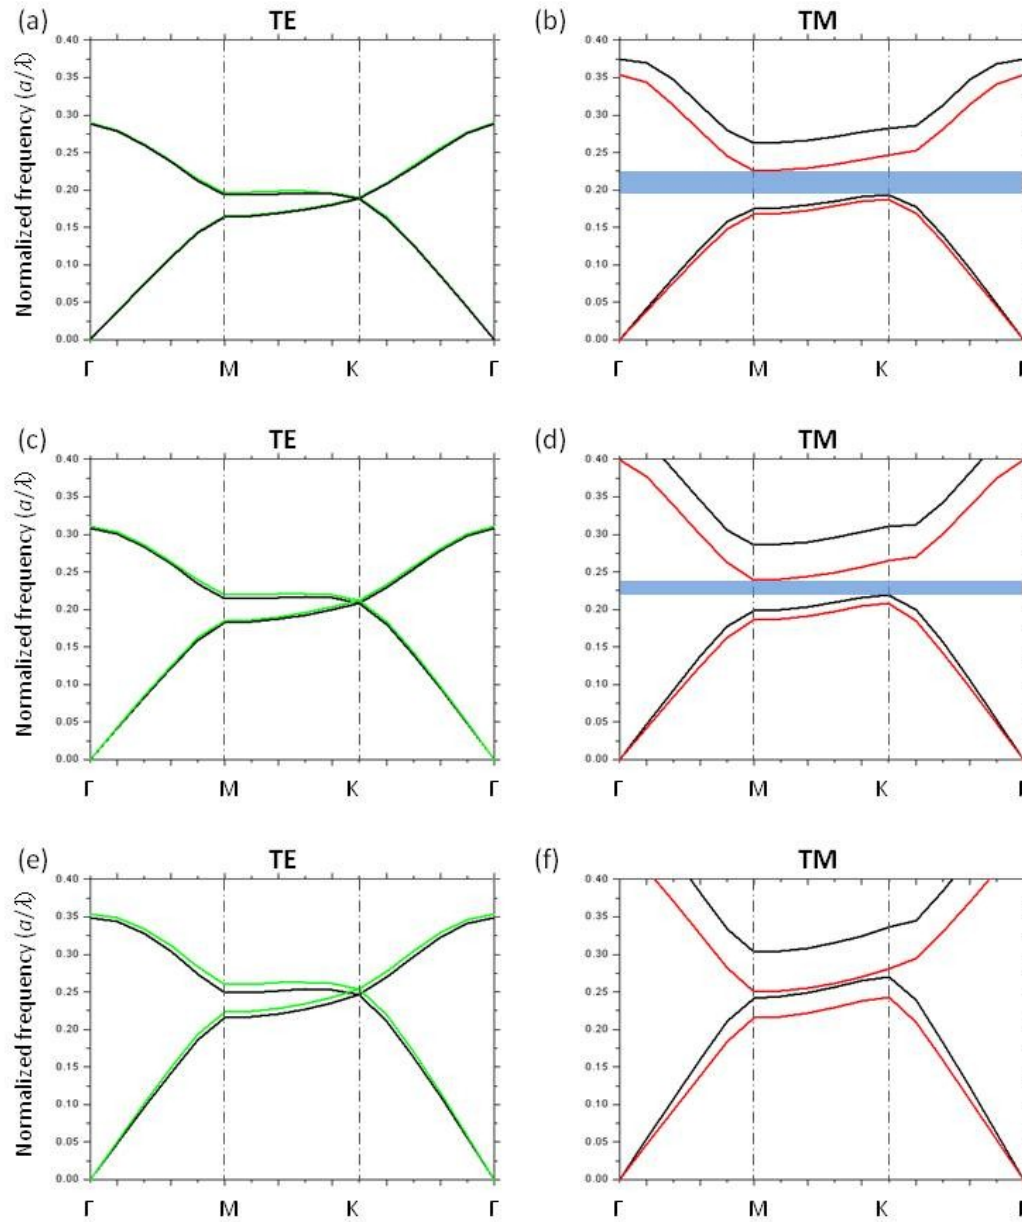 (a) TE
(b) TM
Normalized frequency (a/λ)
0.40 0.40
0.35 0.35
0.30 0.30
0.25 0.25
0.20 0.20
0.15 0.15
0.10 0.10
0.05 0.05
0.00 0.00
Γ M K Γ Γ M K Γ
(c) TE
(d) TM
Normalized frequency (a/λ)
0.40 0.40
0.35 0.35
0.30 0.30
0.25 0.25
0.20 0.20
0.15 0.15
0.10 0.10
0.05 0.05
0.00 0.00
Γ M K Γ Γ M K Γ
(e) TE
(f) TM
Normalized frequency (a/λ)
0.40 0.40
0.35 0.35
0.30 0.30
0.25 0.25
0.20 0.20
0.15 0.15
0.10 0.10
0.05 0.05
0.00 0.00
Γ M K Γ Γ M K Γ